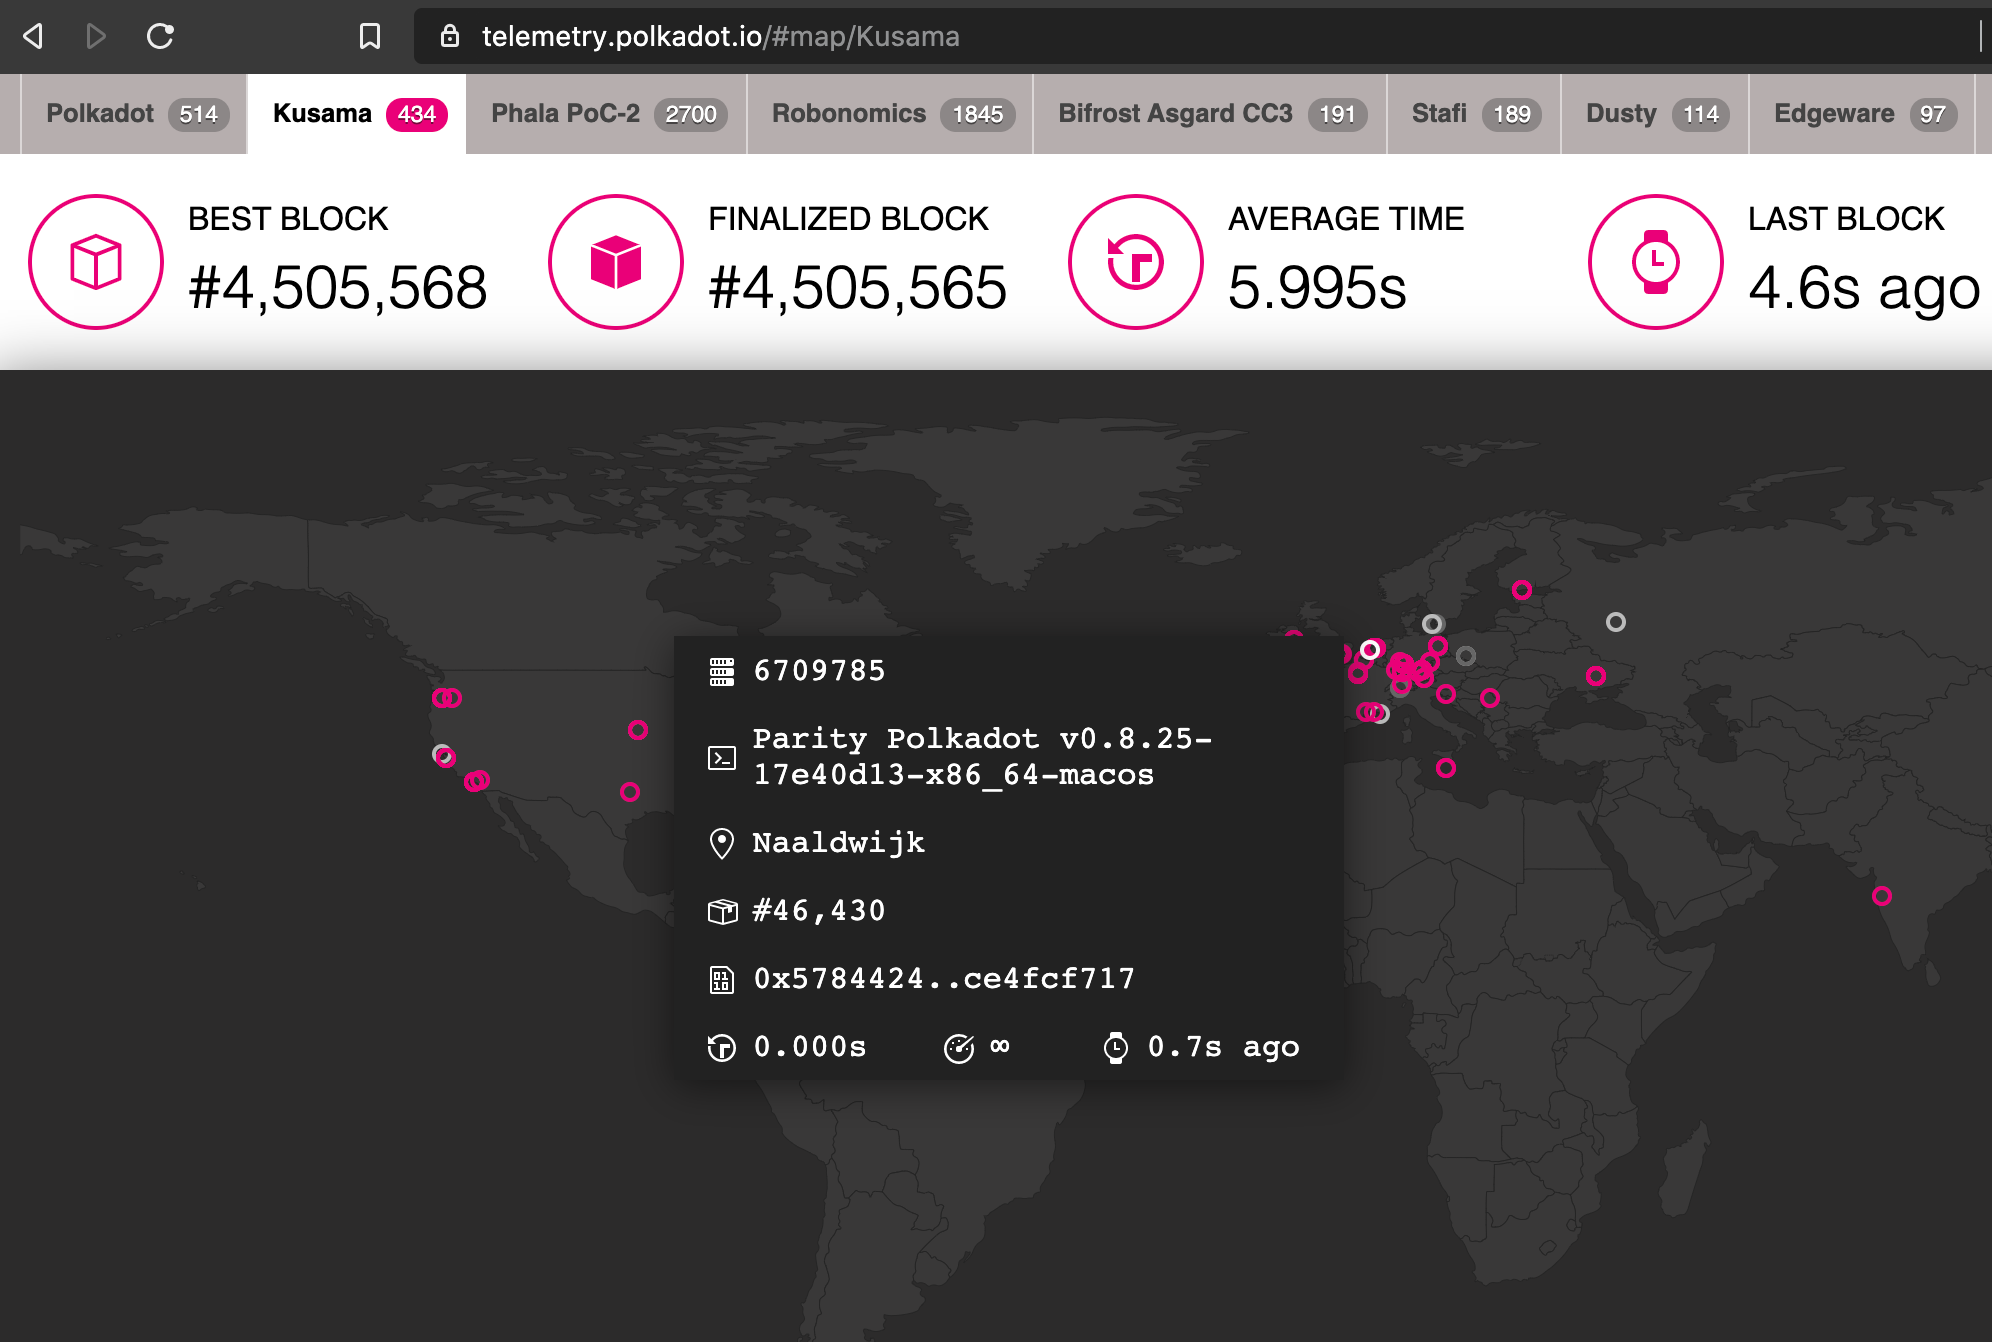 telemetry.polkadot.io/#map/Kusama
Polkadot 514 Kusama 434 Phala PoC-2 2700 Robonomics 1845 Bifrost Asgard CC3 191 Stafi 189 Dusty 114 Edgeware 97
BEST BLOCK
#4,505,568
FINALIZED BLOCK
#4,505,565
AVERAGE TIME
5.995s
LAST BLOCK
4.6s ago
6709785
Parity Polkadot v0.8.25-
17e40d13-x86_64-macos
Naaldwijk
#46,430
0x5784424..ce4fcf717
0.000s ∞ 0.7s ago